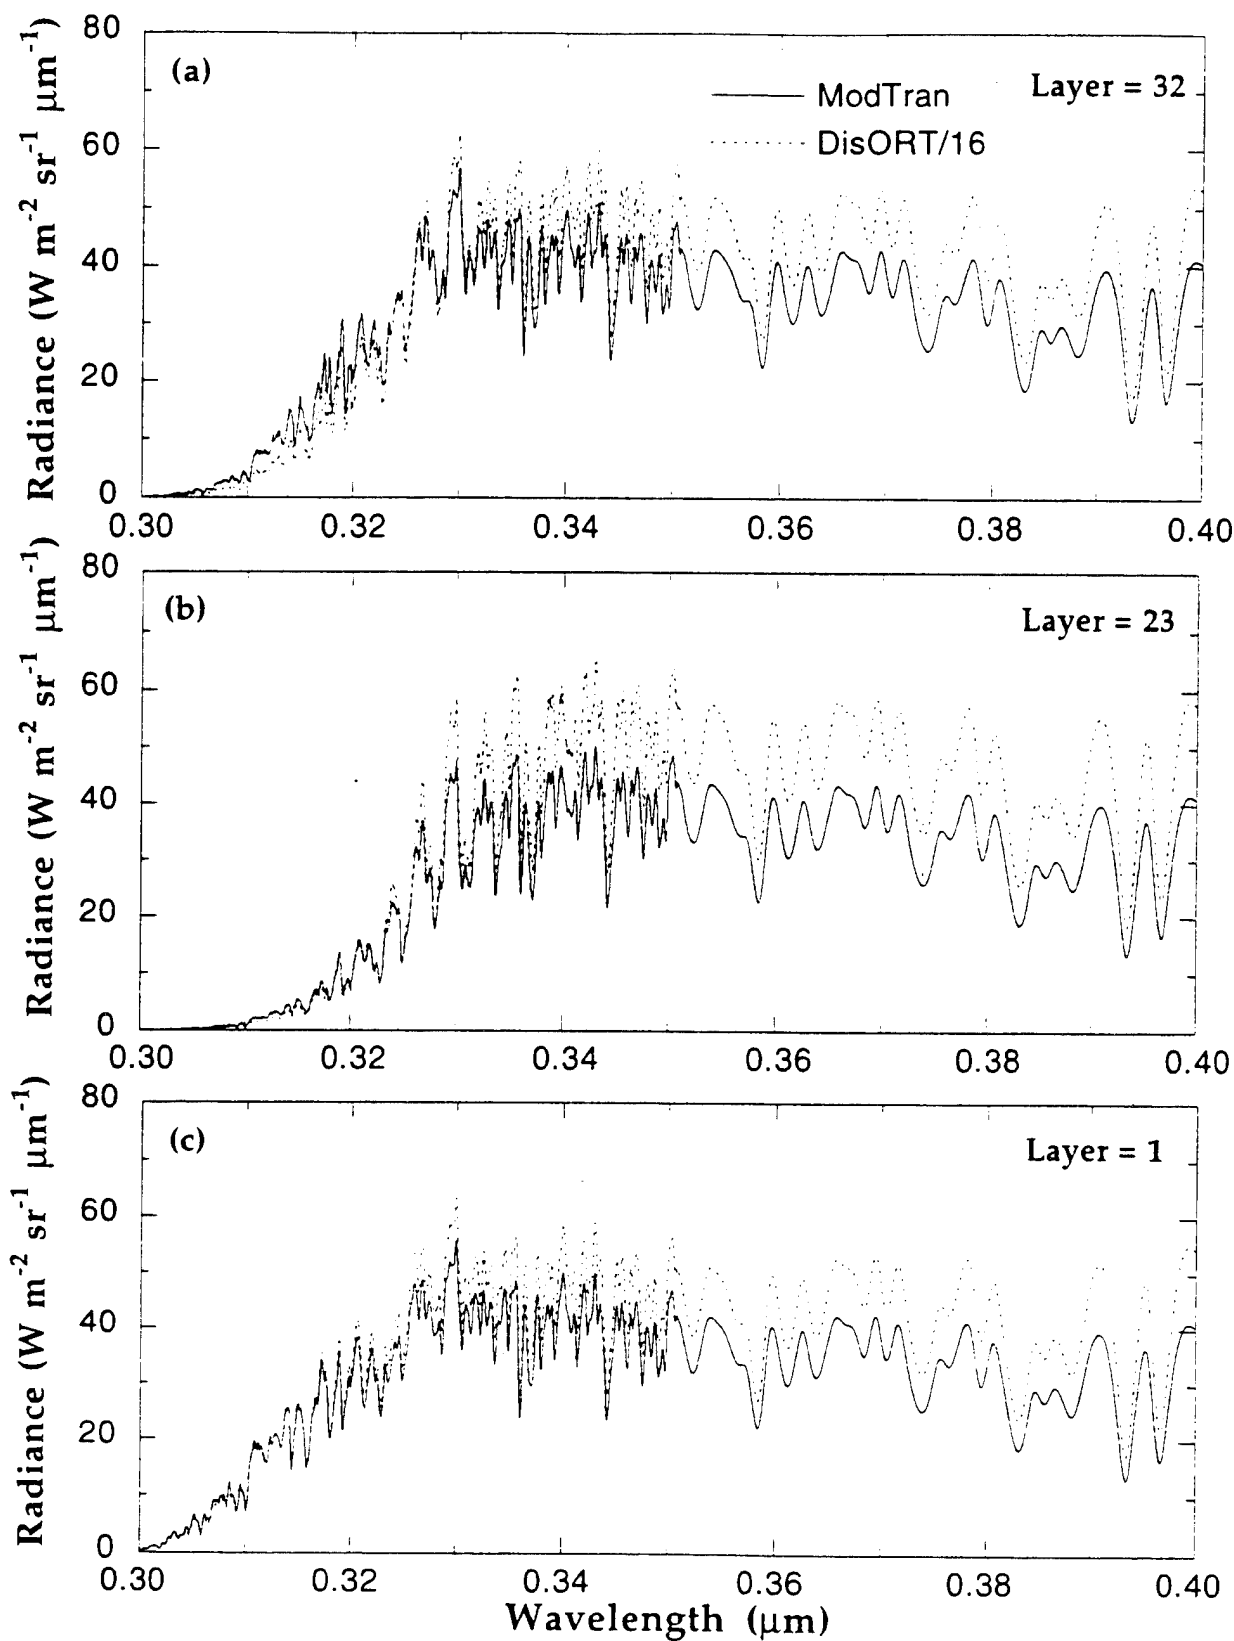 80
60
40
20
0
Radiance (W m⁻² sr⁻¹ μm⁻¹)
(a)
ModTran
DisORT/16
Layer = 32
0.30 0.32 0.34 0.36 0.38 0.40
80
60
40
20
0
Radiance (W m⁻² sr⁻¹ μm⁻¹)
(b)
Layer = 23
0.30 0.32 0.34 0.36 0.38 0.40
80
60
40
20
0
Radiance (W m⁻² sr⁻¹ μm⁻¹)
(c)
Layer = 1
0.30 0.32 0.34 0.36 0.38 0.40
Wavelength (μm)